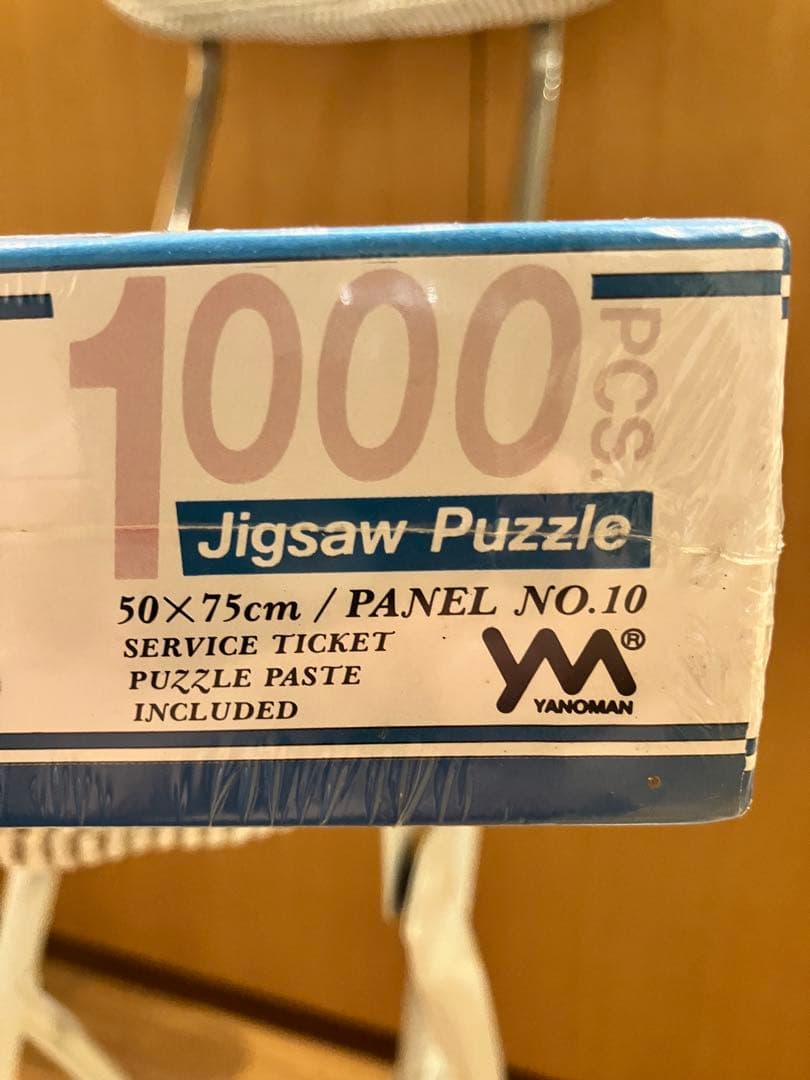 1000 PCS.
Jigsaw Puzzle
50×75cm / PANEL NO.10
SERVICE TICKET
PUZZLE PASTE
INCLUDED
YM®
YANOMAN